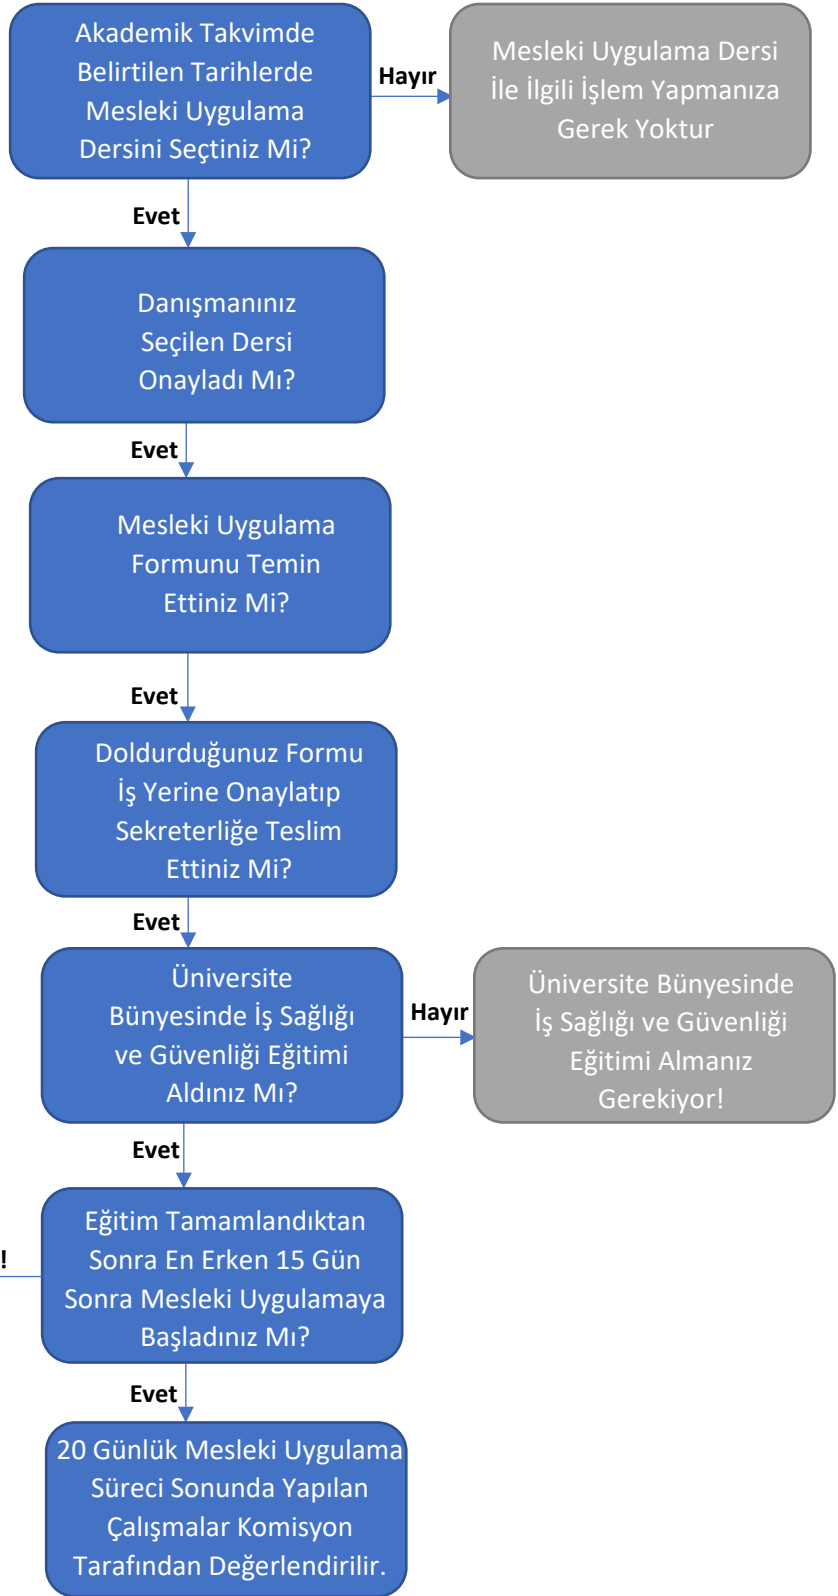 Akademik Takvimde
Belirtilen Tarihlerde
Mesleki Uygulama
Dersini Seçtiniz Mi?
Hayır
Mesleki Uygulama Dersi
İle İlgili İşlem Yapmanıza
Gerek Yoktur
Evet
Danışmanınız
Seçilen Dersi
Onayladı Mı?
Evet
Mesleki Uygulama
Formunu Temin
Ettiniz Mi?
Evet
Doldurduğunuz Formu
İş Yerine Onaylatıp
Sekreterliğe Teslim
Ettiniz Mi?
Evet
Üniversite
Bünyesinde İş Sağlığı
ve Güvenliği Eğitimi
Aldınız Mı?
Hayır
Üniversite Bünyesinde
İş Sağlığı ve Güvenliği
Eğitimi Almanız
Gerekiyor!
Evet
Eğitim Tamamlandıktan
Sonra En Erken 15 Gün
Sonra Mesleki Uygulamaya
Başladınız Mı?
!
Evet
20 Günlük Mesleki Uygulama
Süreci Sonunda Yapılan
Çalışmalar Komisyon
Tarafından Değerlendirilir.